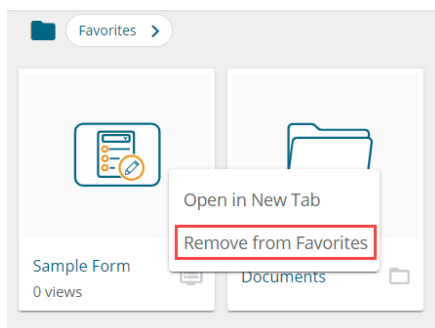 Favorites
Open in New Tab
Remove from Favorites
Sample Form
0 views
Documents